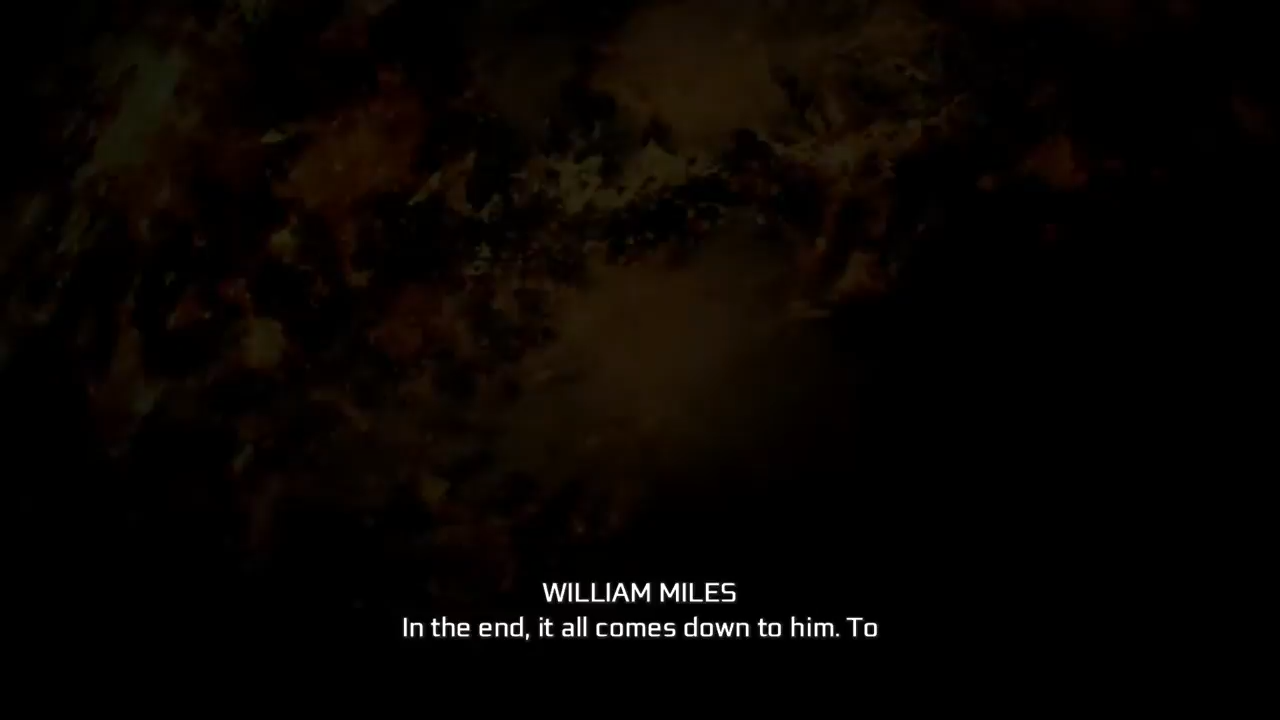 WILLIAM MILES
In the end, it all comes down to him. To